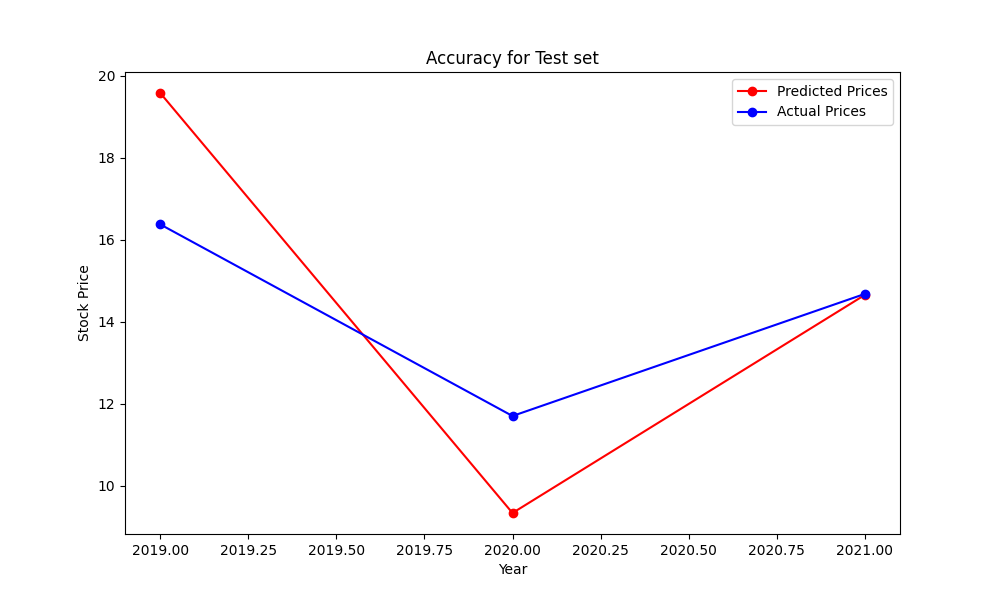 Accuracy for Test set
Predicted Prices
Actual Prices
20
18
16
14
12
10
Stock Price
2019.00 2019.25 2019.50 2019.75 2020.00 2020.25 2020.50 2020.75 2021.00
Year